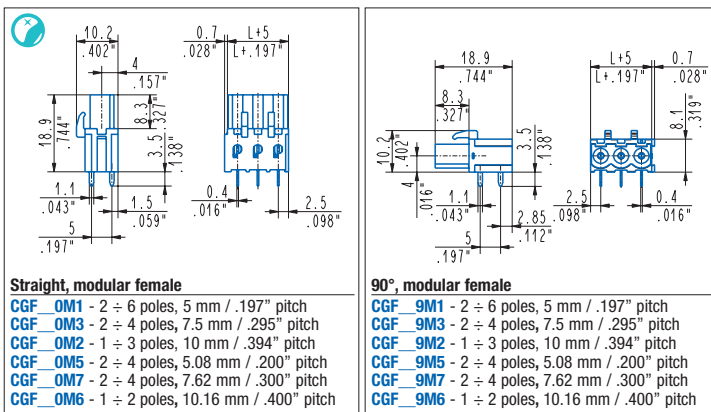 10.2
.402"
4
.157"
0.7
.028"
L+5
L+.197"
18.9
.744"
8.3
.327"
3.5
.138"
1.1
.043"
1.5
.059"
5
.197"
0.4
.016"
2.5
.098"
Straight, modular female
CGF__0M1 - 2 ÷ 6 poles, 5 mm / .197” pitch
CGF__0M3 - 2 ÷ 4 poles, 7.5 mm / .295” pitch
CGF__0M2 - 1 ÷ 3 poles, 10 mm / .394” pitch
CGF__0M5 - 2 ÷ 4 poles, 5.08 mm / .200” pitch
CGF__0M7 - 2 ÷ 4 poles, 7.62 mm / .300” pitch
CGF__0M6 - 1 ÷ 2 poles, 10.16 mm / .400” pitch
18.9
.744"
8.3
.327"
L+5
L+.197"
0.7
.028"
10.2
.402"
4
.016"
3.5
.138"
8.1
.319"
1.1
.043"
2.85
.112"
5
.197"
2.5
.098"
0.4
.016"
90°, modular female
CGF__9M1 - 2 ÷ 6 poles, 5 mm / .197” pitch
CGF__9M3 - 2 ÷ 4 poles, 7.5 mm / .295” pitch
CGF__9M2 - 1 ÷ 3 poles, 10 mm / .394” pitch
CGF__9M5 - 2 ÷ 4 poles, 5.08 mm / .200” pitch
CGF__9M7 - 2 ÷ 4 poles, 7.62 mm / .300” pitch
CGF__9M6 - 1 ÷ 2 poles, 10.16 mm / .400” pitch